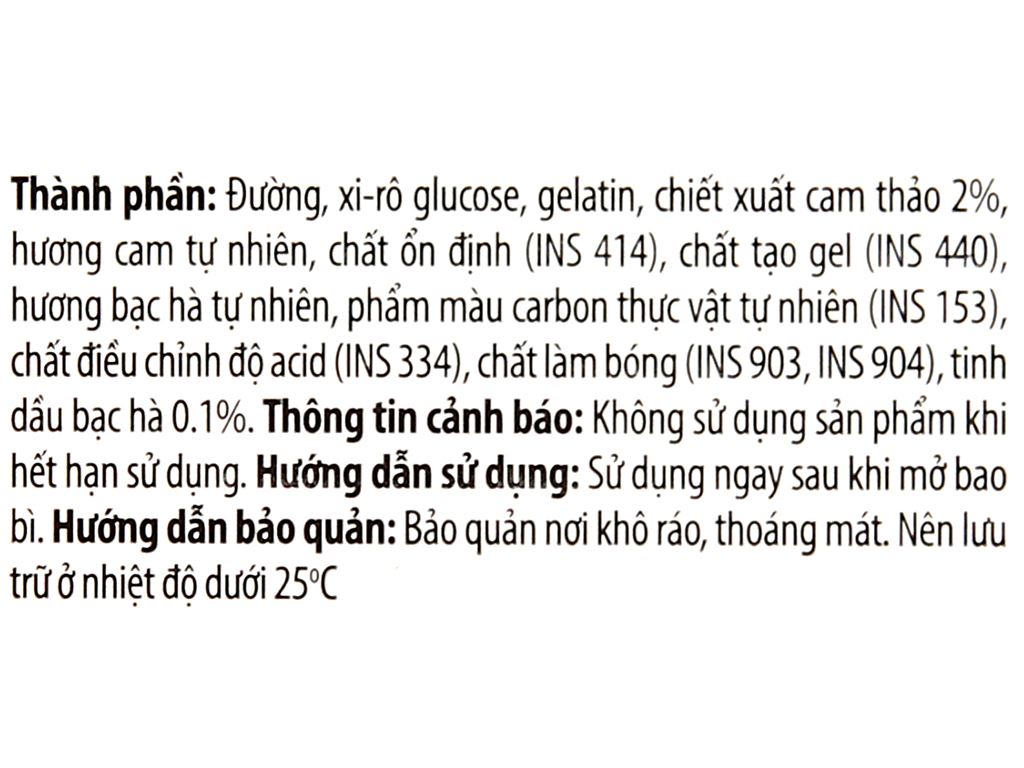 Thành phần: Đường, xi-rô glucose, gelatin, chiết xuất cam thảo 2%,
hương cam tự nhiên, chất ổn định (INS 414), chất tạo gel (INS 440),
hương bạc hà tự nhiên, phẩm màu carbon thực vật tự nhiên (INS 153),
chất điều chỉnh độ acid (INS 334), chất làm bóng (INS 903, INS 904), tinh
dầu bạc hà 0.1%. Thông tin cảnh báo: Không sử dụng sản phẩm khi
hết hạn sử dụng. Hướng dẫn sử dụng: Sử dụng ngay sau khi mở bao
bì. Hướng dẫn bảo quản: Bảo quản nơi khô ráo, thoáng mát. Nên lưu
trữ ở nhiệt độ dưới 25ºC